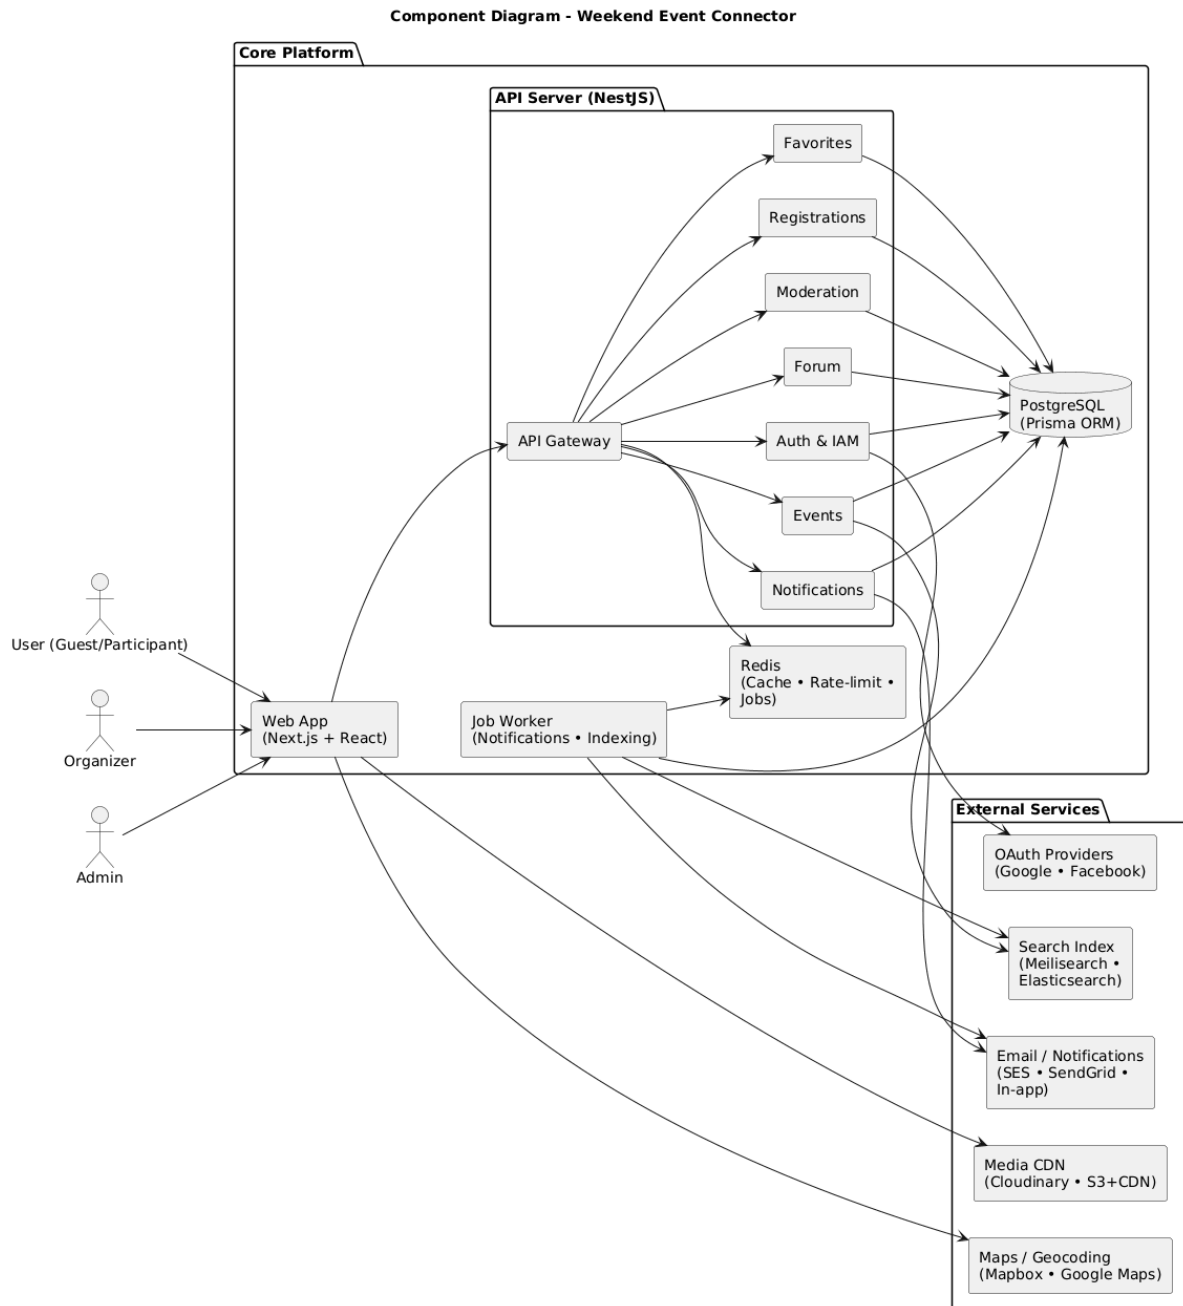 Component Diagram - Weekend Event Connector
Core Platform
API Server (NestJS)
Favorites
Registrations
Moderation
Forum
PostgreSQL
(Prisma ORM)
API Gateway
Auth & IAM
Events
Notifications
User (Guest/Participant)
Redis
(Cache • Rate-limit •
Jobs)
Web App
(Next.js + React)
Job Worker
(Notifications • Indexing)
Organizer
Admin
External Services
OAuth Providers
(Google • Facebook)
Search Index
(Meilisearch •
Elasticsearch)
Email / Notifications
(SES • SendGrid •
In-app)
Media CDN
(Cloudinary • S3+CDN)
Maps / Geocoding
(Mapbox • Google Maps)